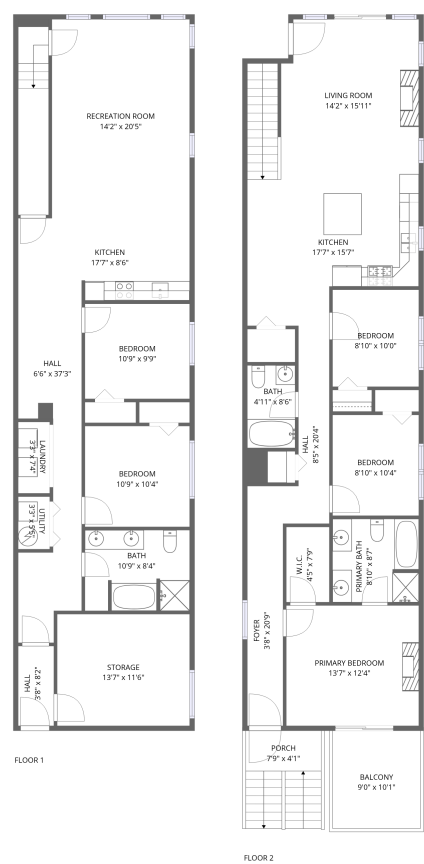 RECREATION ROOM
14'2" x 20'5"
KITCHEN
17'7" x 8'6"
BEDROOM
10'9" x 9'9"
HALL
6'6" x 37'3"
LAUNDRY
3'3" x 7'4"
BEDROOM
10'9" x 10'4"
UTILITY
3'3" x 5'6"
BATH
10'9" x 8'4"
STORAGE
13'7" x 11'6"
HALL
3'8" x 8'2"
FLOOR 1
LIVING ROOM
14'2" x 15'11"
KITCHEN
17'7" x 15'7"
BEDROOM
8'10" x 10'0"
BATH
4'11" x 8'6"
HALL
8'5" x 20'4"
BEDROOM
8'10" x 10'4"
W.I.C.
4'5" x 7'9"
PRIMARY BATH
8'10" x 8'7"
FOYER
3'8" x 20'9"
PRIMARY BEDROOM
13'7" x 12'4"
PORCH
7'9" x 4'1"
BALCONY
9'0" x 10'1"
FLOOR 2